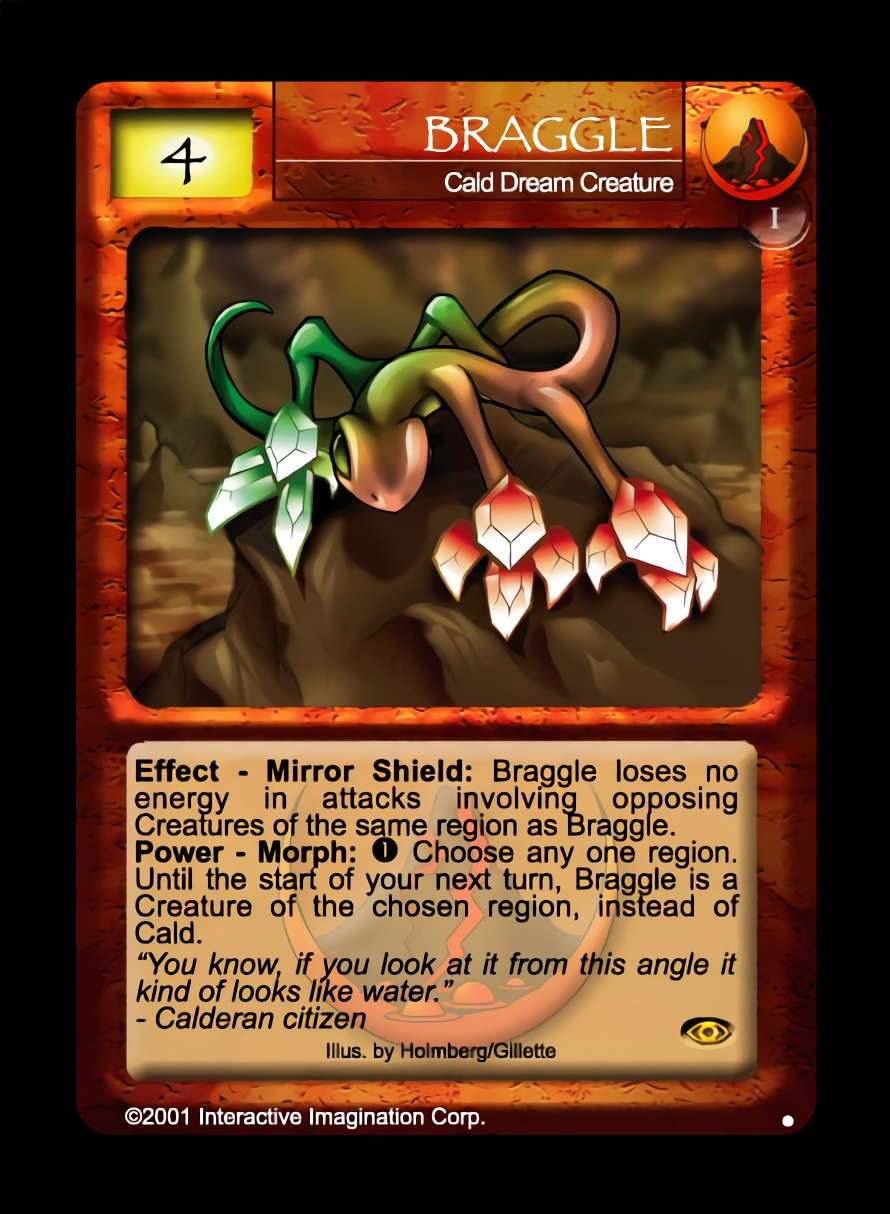 4
BRAGGLE
Cald Dream Creature
I
Effect - Mirror Shield: Braggle loses no
energy in attacks involving opposing
Creatures of the same region as Braggle.
Power - Morph: ❶ Choose any one region.
Until the start of your next turn, Braggle is a
Creature of the chosen region, instead of
Cald.
“You know, if you look at it from this angle it
kind of looks like water.”
- Calderan citizen
Illus. by Holmberg/Gillette
©2001 Interactive Imagination Corp.